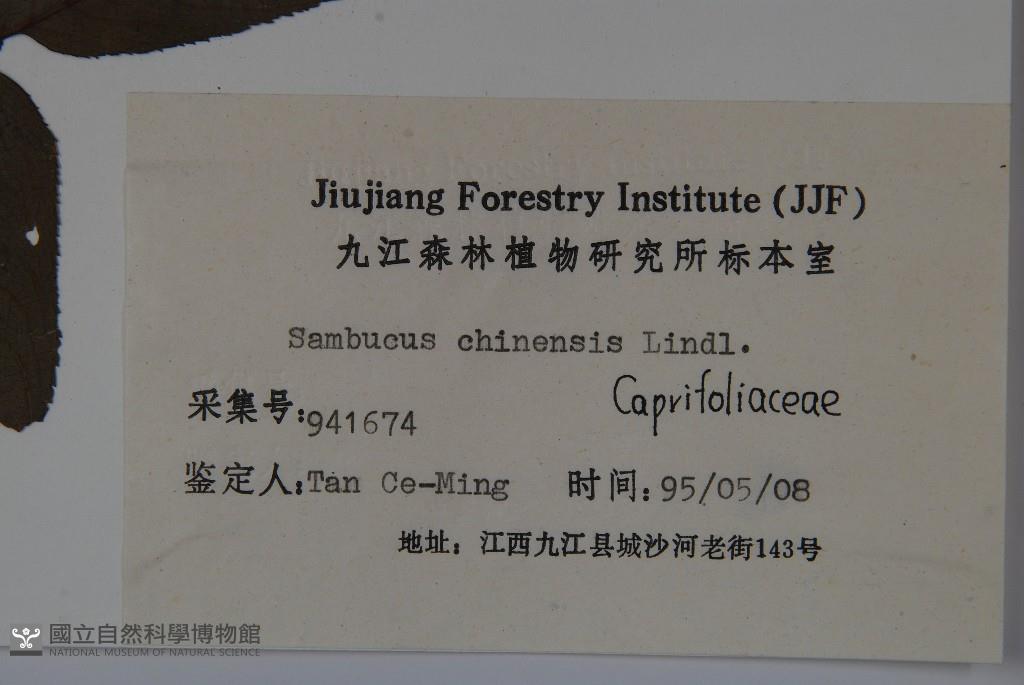 Jiujiang Forestry Institute (JJF)
九江森林植物研究所标本室
Sambucus chinensis Lindl.
Caprifoliaceae
采集号:941674
鉴定人:Tan Ce-Ming 时间:95/05/08
地址:江西九江县城沙河老街143号
國立自然科學博物館
NATIONAL MUSEUM OF NATURAL SCIENCE